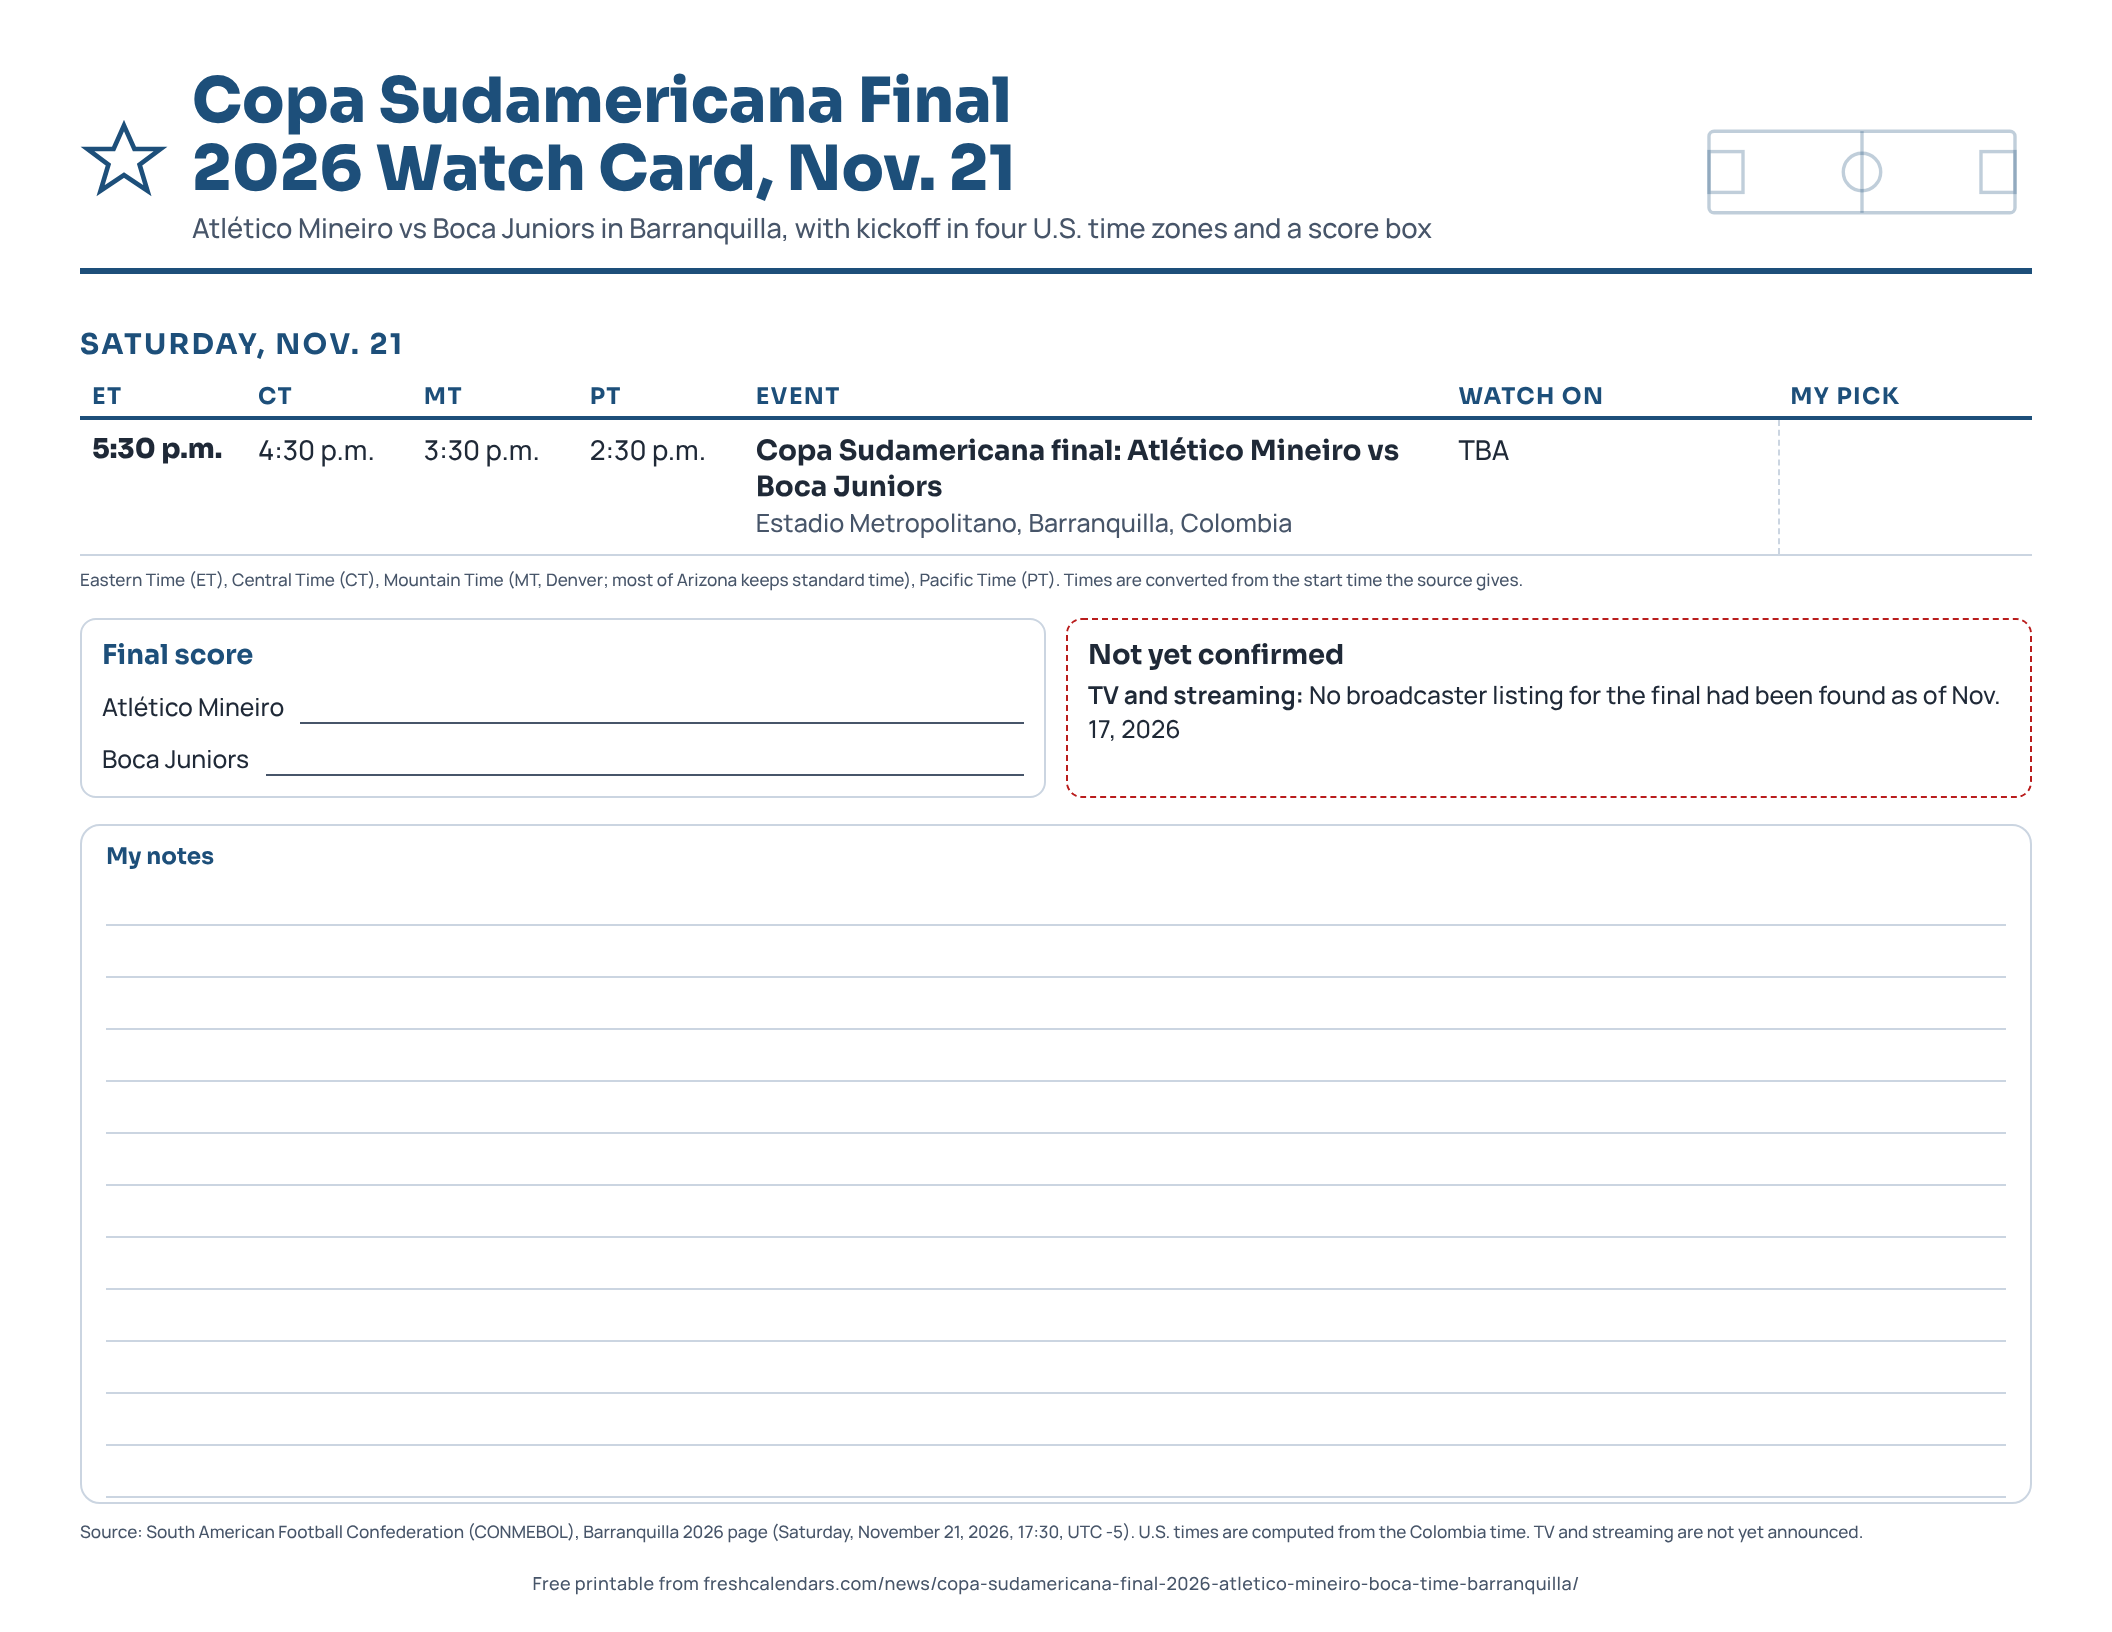 Copa Sudamericana Final
2026 Watch Card, Nov. 21
Atlético Mineiro vs Boca Juniors in Barranquilla, with kickoff in four U.S. time zones and a score box
SATURDAY, NOV. 21
ET CT MT PT EVENT WATCH ON MY PICK
5:30 p.m. 4:30 p.m. 3:30 p.m. 2:30 p.m. Copa Sudamericana final: Atlético Mineiro vs TBA
Boca Juniors
Estadio Metropolitano, Barranquilla, Colombia
Eastern Time (ET), Central Time (CT), Mountain Time (MT, Denver; most of Arizona keeps standard time), Pacific Time (PT). Times are converted from the start time the source gives.
Final score
Atlético Mineiro
Boca Juniors
Not yet confirmed
TV and streaming: No broadcaster listing for the final had been found as of Nov.
17, 2026
My notes
Source: South American Football Confederation (CONMEBOL), Barranquilla 2026 page (Saturday, November 21, 2026, 17:30, UTC -5). U.S. times are computed from the Colombia time. TV and streaming are not yet announced.
Free printable from freshcalendars.com/news/copa-sudamericana-final-2026-atletico-mineiro-boca-time-barranquilla/